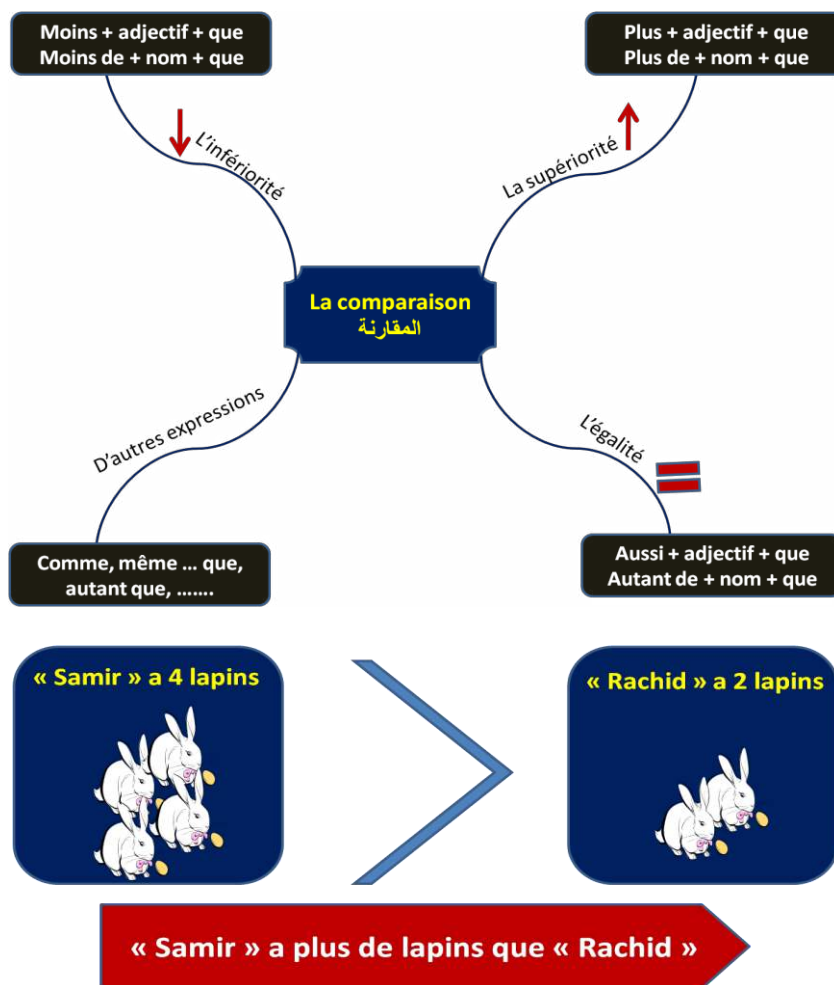 Moins + adjectif + que
Moins de + nom + que
Plus + adjectif + que
Plus de + nom + que
L'infériorité
La supériorité
La comparaison
المقارنة
D'autres expressions
L'égalité
Comme, même ... que,
autant que, .......
Aussi + adjectif + que
Autant de + nom + que
« Samir » a 4 lapins
« Rachid » a 2 lapins
« Samir » a plus de lapins que « Rachid »